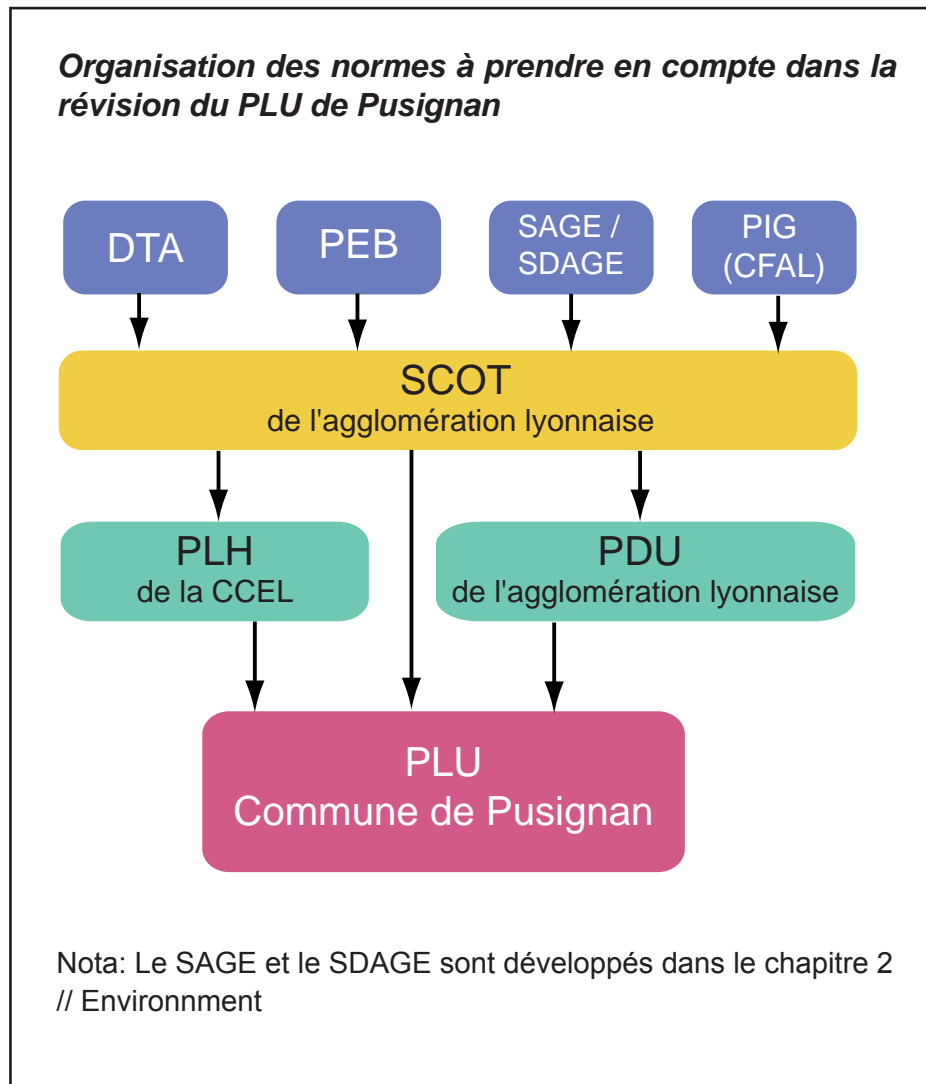 Organisation des normes à prendre en compte dans la
révision du PLU de Pusignan
DTA
PEB
SAGE /
SDAGE
PIG
(CFAL)
SCOT
de l'agglomération lyonnaise
PLH
de la CCEL
PDU
de l'agglomération lyonnaise
PLU
Commune de Pusignan
Nota: Le SAGE et le SDAGE sont développés dans le chapitre 2
// Environnment